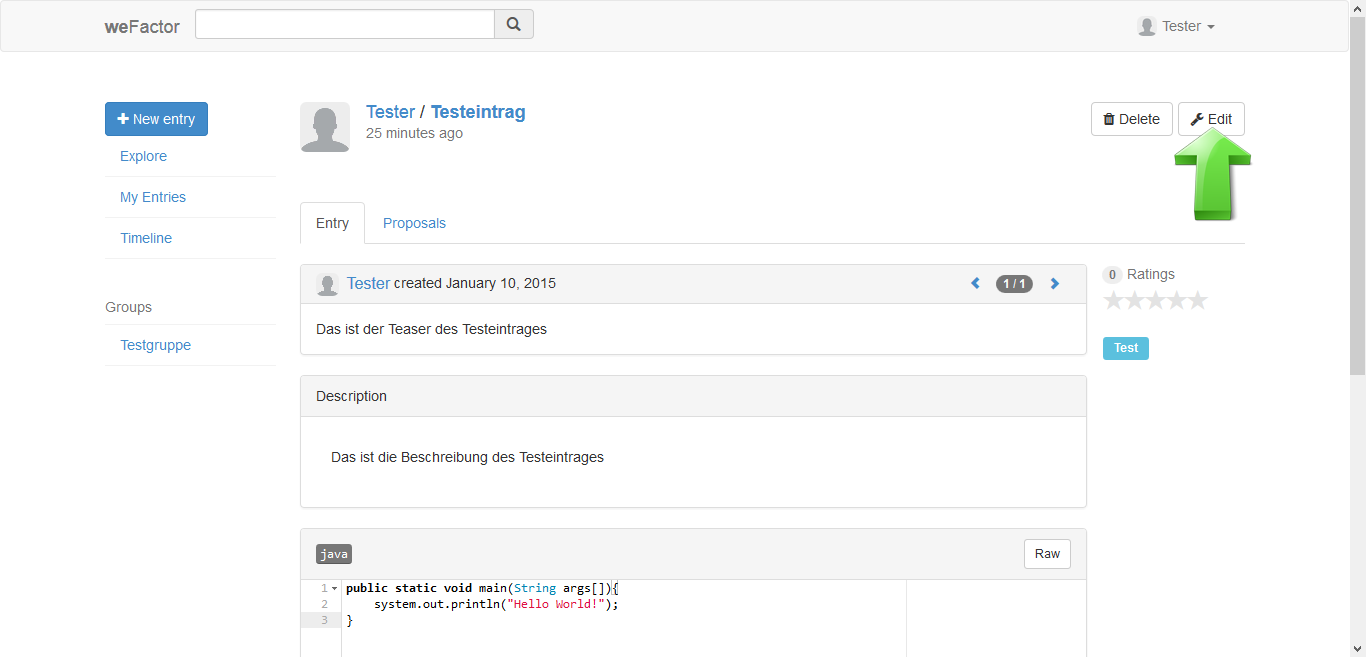 weFactor
Tester
New entry
Explore
My Entries
Timeline
Groups
Testgruppe
Tester / Testeintrag
25 minutes ago
Delete
Edit
Entry
Proposals
Tester created January 10, 2015
1 / 1
Das ist der Teaser des Testeintrages
0 Ratings
Test
Description
Das ist die Beschreibung des Testeintrages
java
Raw
1 public static void main(String args[]){
2 system.out.println("Hello World!");
3 }